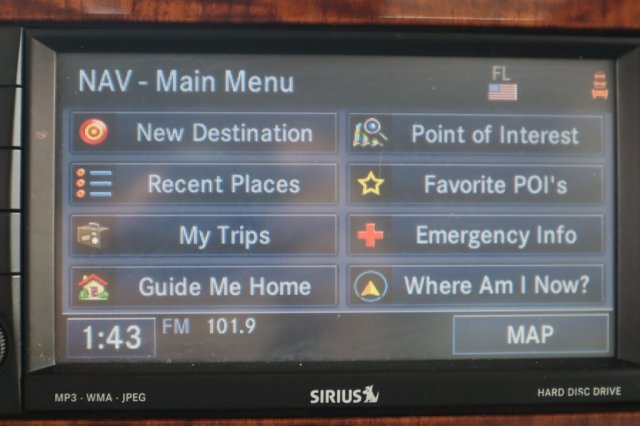 NAV - Main Menu
FL
New Destination
Point of Interest
Recent Places
Favorite POI's
My Trips
Emergency Info
Guide Me Home
Where Am I Now?
1:43
FM 101.9
MAP
MP3 · WMA · JPEG
SIRIUS
HARD DISC DRIVE